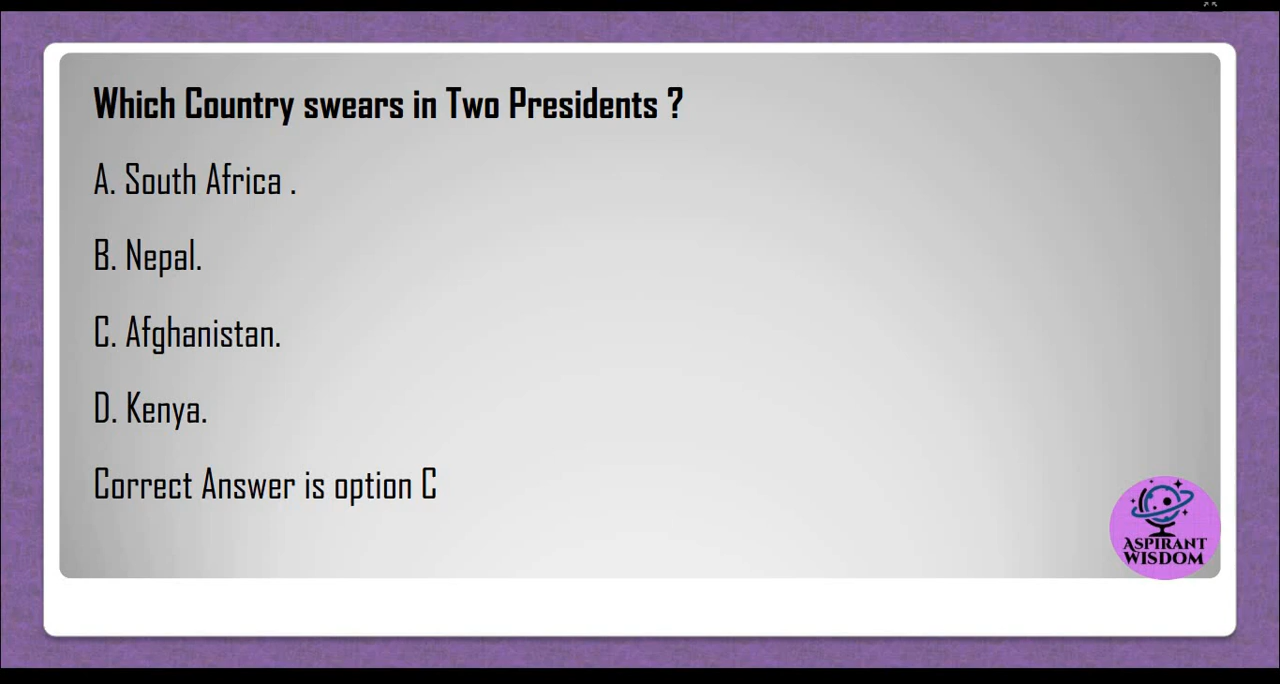 Which Country swears in Two Presidents ?
A. South Africa .
B. Nepal.
C. Afghanistan.
D. Kenya.
Correct Answer is option C
ASPIRANT
WISDOM